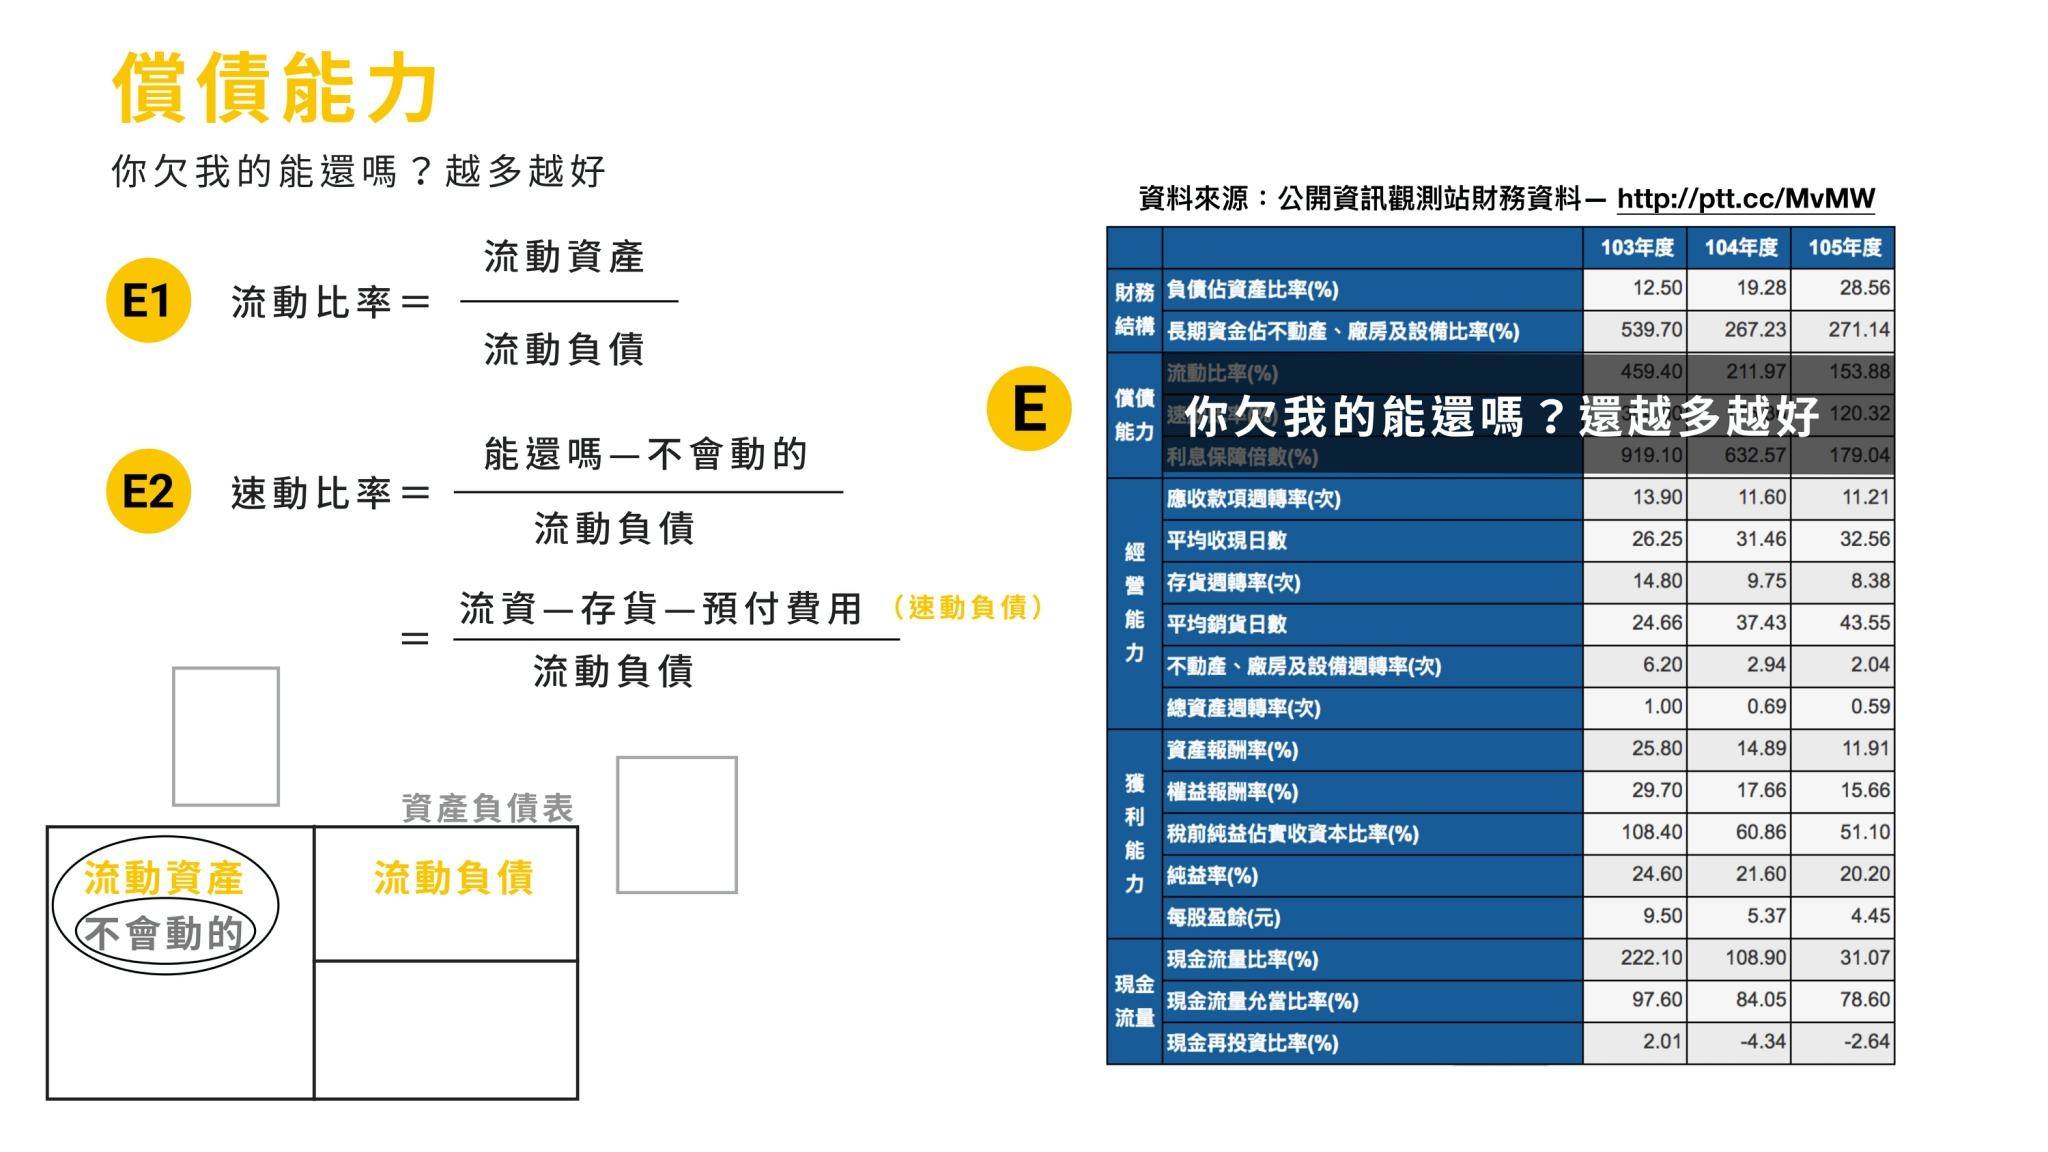 償債能力
你欠我的能還嗎？越多越好
E1
流動比率＝
流動資產
流動負債
E2
速動比率＝
能還嗎—不會動的
流動負債
＝
流資—存貨—預付費用
（速動負債）
流動負債
資產負債表
流動資產
不會動的
流動負債
E
資料來源：公開資訊觀測站財務資料— http://ptt.cc/MvMW
103年度 104年度 105年度
財務結構
負債佔資產比率(%) 12.50 19.28 28.56
長期資金佔不動產、廠房及設備比率(%) 539.70 267.23 271.14
償債能力
流動比率(%) 459.40 211.97 153.88
你欠我的能還嗎？還越多越好
120.32
利息保障倍數(%) 919.10 632.57 179.04
經營能力
應收款項週轉率(次) 13.90 11.60 11.21
平均收現日數 26.25 31.46 32.56
存貨週轉率(次) 14.80 9.75 8.38
平均銷貨日數 24.66 37.43 43.55
不動產、廠房及設備週轉率(次) 6.20 2.94 2.04
總資產週轉率(次) 1.00 0.69 0.59
獲利能力
資產報酬率(%) 25.80 14.89 11.91
權益報酬率(%) 29.70 17.66 15.66
稅前純益佔實收資本比率(%) 108.40 60.86 51.10
純益率(%) 24.60 21.60 20.20
每股盈餘(元) 9.50 5.37 4.45
現金流量
現金流量比率(%) 222.10 108.90 31.07
現金流量允當比率(%) 97.60 84.05 78.60
現金再投資比率(%) 2.01 -4.34 -2.64